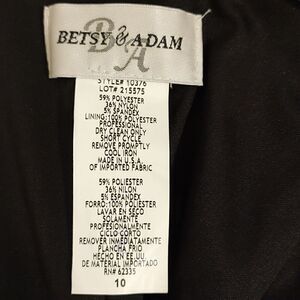 BETSY & ADAM
B
A
STYLE# 10376
LOT# 215575
59% POLYESTER
36% NYLON
5% SPANDEX
LINING:100% POLYESTER
PROFESSIONAL
DRY CLEAN ONLY
SHORT CYCLE
REMOVE PROMPTLY
COOL IRON
MADE IN U.S.A.
OF IMPORTED FABRIC
59% POLIESTER
36% NILON
5% ESPANDEX
FORRO:100% POLIESTER
LAVAR EN SECO
SOLAMENTE
PROFESIONALMENTE
CICLO CORTO
REMOVER INMEDIATAMENTE
PLANCHA FRIO
HECHO EN EE.UU.
DE MATERIAL IMPORTADO
RN# 62335
10